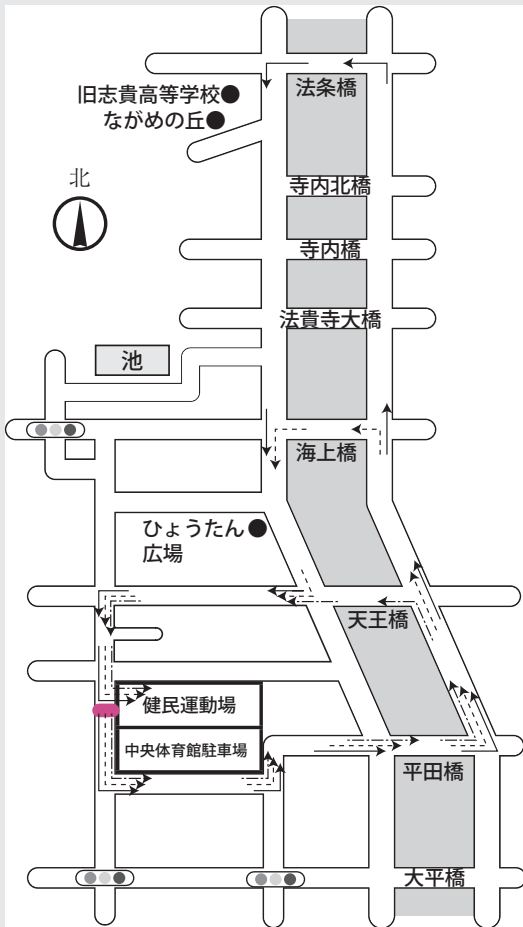 法条橋
旧志貴高等学校●
ながめの丘●
北
寺内北橋
寺内橋
法貴寺大橋
池
海上橋
ひょうたん●
広場
天王橋
健民運動場
中央体育館駐車場
平田橋
大平橋